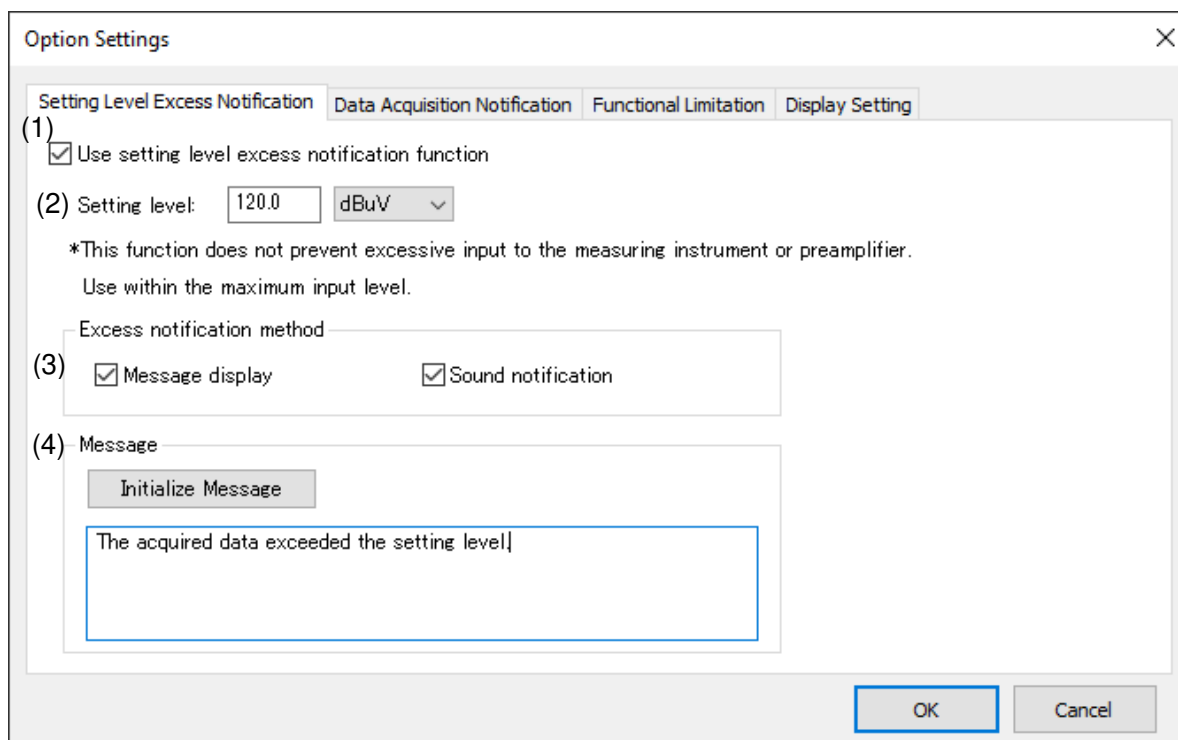 Option Settings
Setting Level Excess Notification Data Acquisition Notification Functional Limitation Display Setting
(1)
Use setting level excess notification function
(2) Setting level: 120.0 dBuV
*This function does not prevent excessive input to the measuring instrument or preamplifier.
Use within the maximum input level.
Excess notification method
(3) Message display Sound notification
(4) Message
Initialize Message
The acquired data exceeded the setting level.
OK Cancel